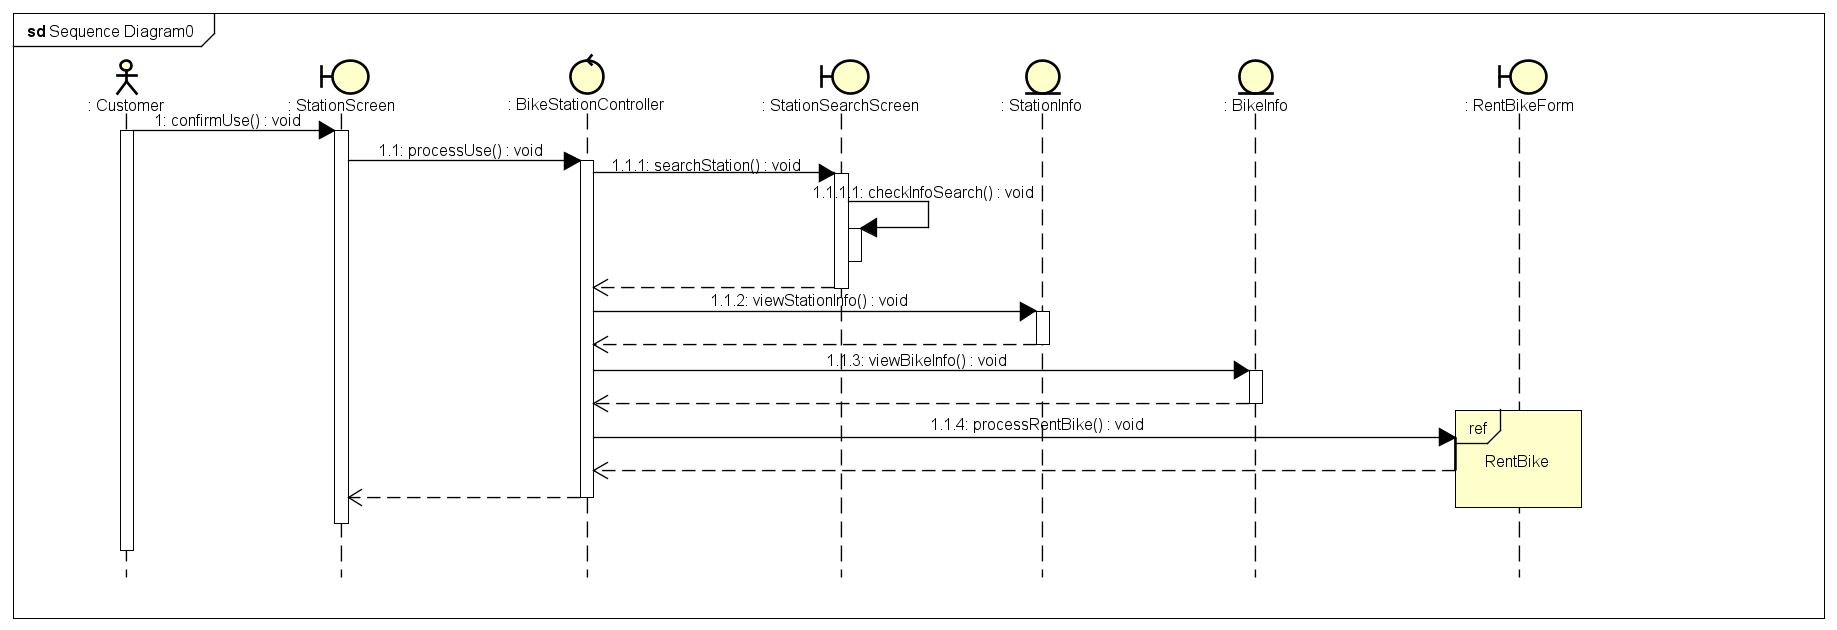 sd Sequence Diagram0
: Customer
: StationScreen
: BikeStationController
: StationSearchScreen
: StationInfo
: BikeInfo
: RentBikeForm
1: confirmUse() : void
1.1: processUse() : void
1.1.1: searchStation() : void
1.1.1.1: checkInfoSearch() : void
1.1.2: viewStationInfo() : void
1.1.3: viewBikeInfo() : void
1.1.4: processRentBike() : void
ref
RentBike